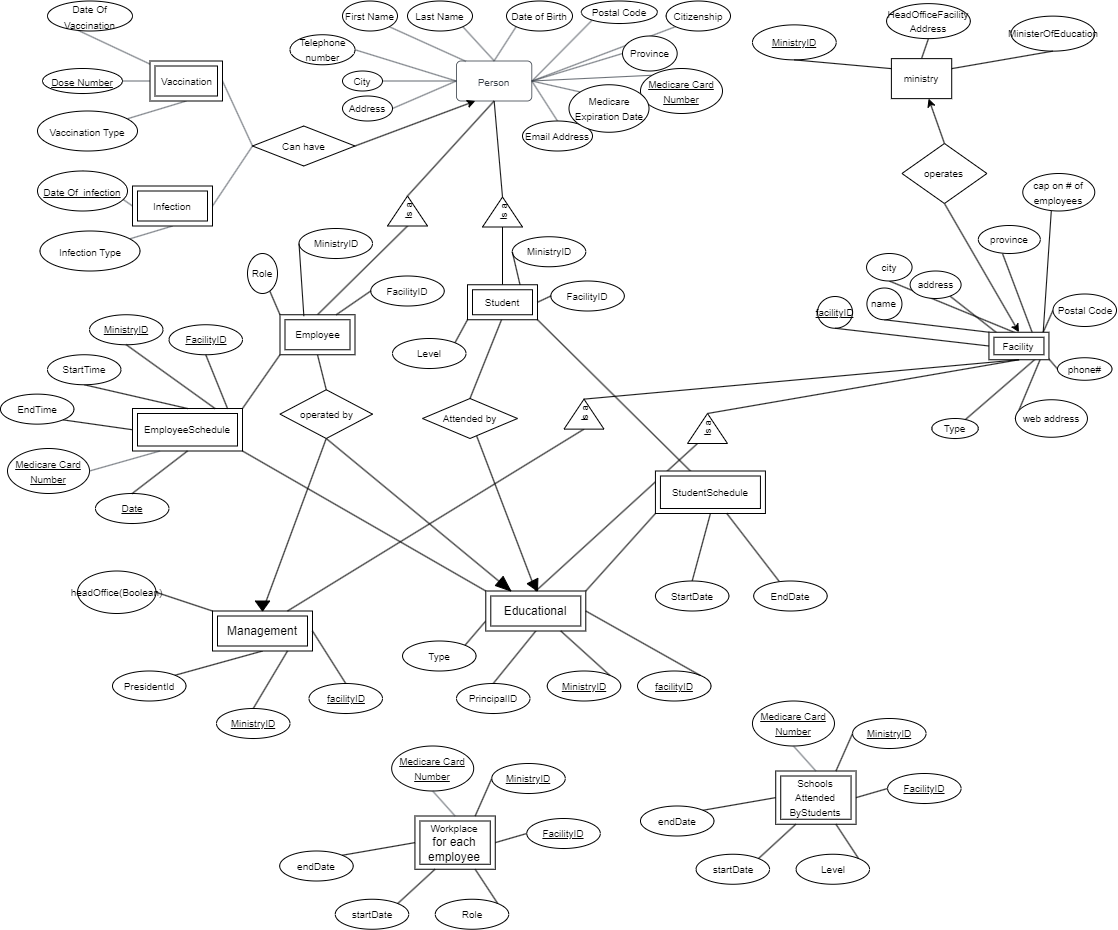 Date Of
Vaccination
Dose Number
Vaccination Type
Vaccination
Date Of infection
Infection Type
Infection
Can have
First Name
Last Name
Date of Birth
Postal Code
Citizenship
Telephone
number
City
Address
Person
Province
Medicare Card
Number
Medicare
Expiration Date
Email Address
MinistryID
HeadOfficeFacility
Address
MinisterOfEducation
ministry
operates
cap on # of
employees
province
city
address
name
facilityID
Postal Code
Facility
phone#
web address
Type
Is a
Is a
MinistryID
Role
FacilityID
Employee
MinistryID
FacilityID
Student
Level
MinistryID
FacilityID
StartTime
EndTime
EmployeeSchedule
Medicare Card
Number
Date
operated by
Attended by
Is a
Is a
StudentSchedule
StartDate
EndDate
headOffice(Boolean)
Management
PresidentId
MinistryID
facilityID
Educational
Type
PrincipalID
MinistryID
facilityID
Medicare Card
Number
MinistryID
FacilityID
Workplace
for each
employee
endDate
startDate
Role
Medicare Card
Number
MinistryID
FacilityID
Schools
Attended
ByStudents
endDate
startDate
Level